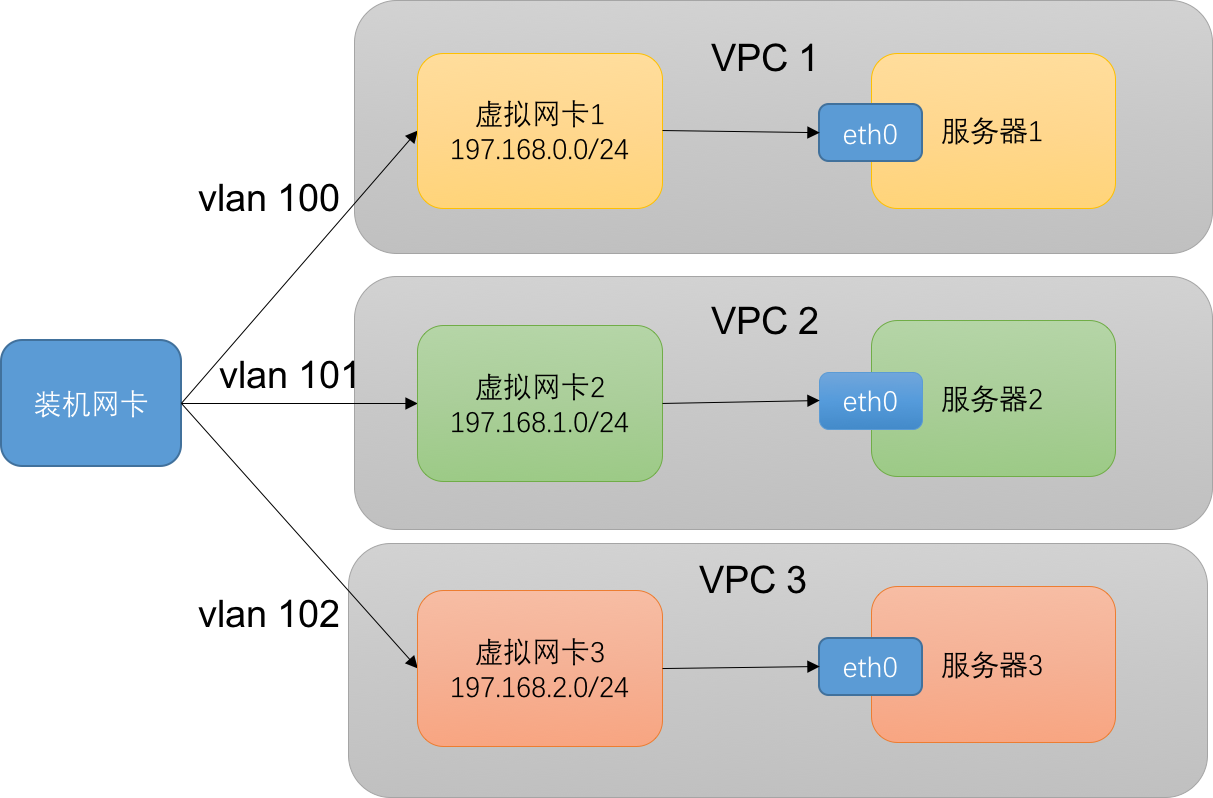 VPC 1
虚拟网卡1
197.168.0.0/24
eth0
服务器1
vlan 100
VPC 2
vlan 101
虚拟网卡2
197.168.1.0/24
eth0
服务器2
装机网卡
VPC 3
vlan 102
虚拟网卡3
197.168.2.0/24
eth0
服务器3